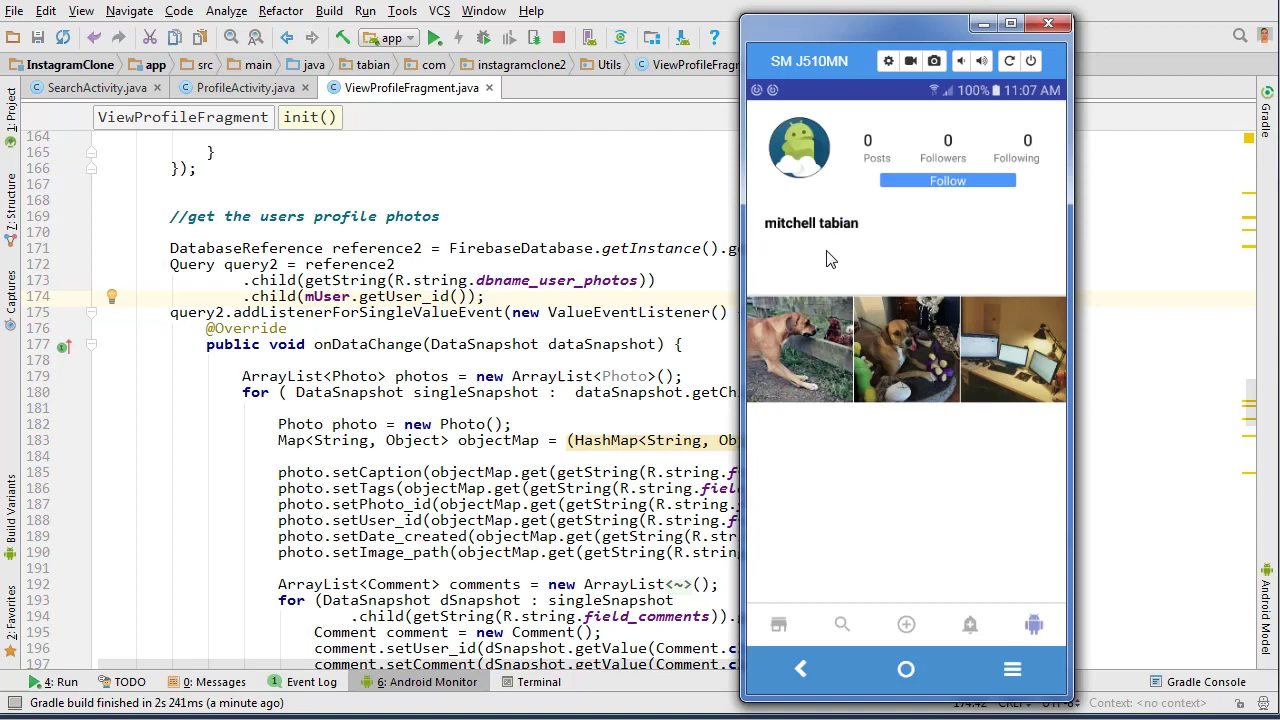 File Edit View Navigate Code Analyze Refactor Build Run Tools VCS Window Help
app
InstagramClone app src main java tabian com instagramclone2 Utils ViewProfileFragm
SearchActivity.java ProfileActivity.java ViewProfileFragment.java
ViewProfileFragment init()
164
165 }
166 });
167
168
169 //get the users profile photos
170
171 DatabaseReference reference2 = FirebaseDatabase.getInstance().ge
172 Query query2 = reference2
173 .child(getString(R.string.dbname_user_photos))
174 .child(mUser.getUser_id());
175 query2.addListenerForSingleValueEvent(new ValueEventListener()
176 @Override
177 public void onDataChange(DataSnapshot dataSnapshot) {
178
179 ArrayList<Photo> photos = new ArrayList<Photo>();
180 for ( DataSnapshot singleSnapshot : dataSnapshot.getCh
181
182 Photo photo = new Photo();
183 Map<String, Object> objectMap = (HashMap<String, Ob
184
185 photo.setCaption(objectMap.get(getString(R.string.f
186 photo.setTags(objectMap.get(getString(R.string.fiel
187 photo.setPhoto_id(objectMap.get(getString(R.string.
188 photo.setUser_id(objectMap.get(getString(R.string.f
189 photo.setDate_created(objectMap.get(getString(R.str
190 photo.setImage_path(objectMap.get(getString(R.strin
191
192 ArrayList<Comment> comments = new ArrayList<~>();
193 for (DataSnapshot dSnapshot : singleSnapshot
194 .child(getString(R.string.field_comments)).
195 Comment comment = new Comment();
196 comment.setUser_id(dSnapshot.getValue(Comment.c
197 comment.setComment(dSnapshot.getValue(Comment.c
1: Project
7: Structure
Captures
Build Variants
2: Favorites
Gradle
Android Model
SM J510MN
100% 11:07 AM
0 0 0
Posts Followers Following
Follow
mitchell tabian
4: Run TODO 0: Messages 1 Event Log 6: Android Monitor Terminal Gradle Console
Gradle build finished in 2s 241ms (a minute ago) Context: <no context>